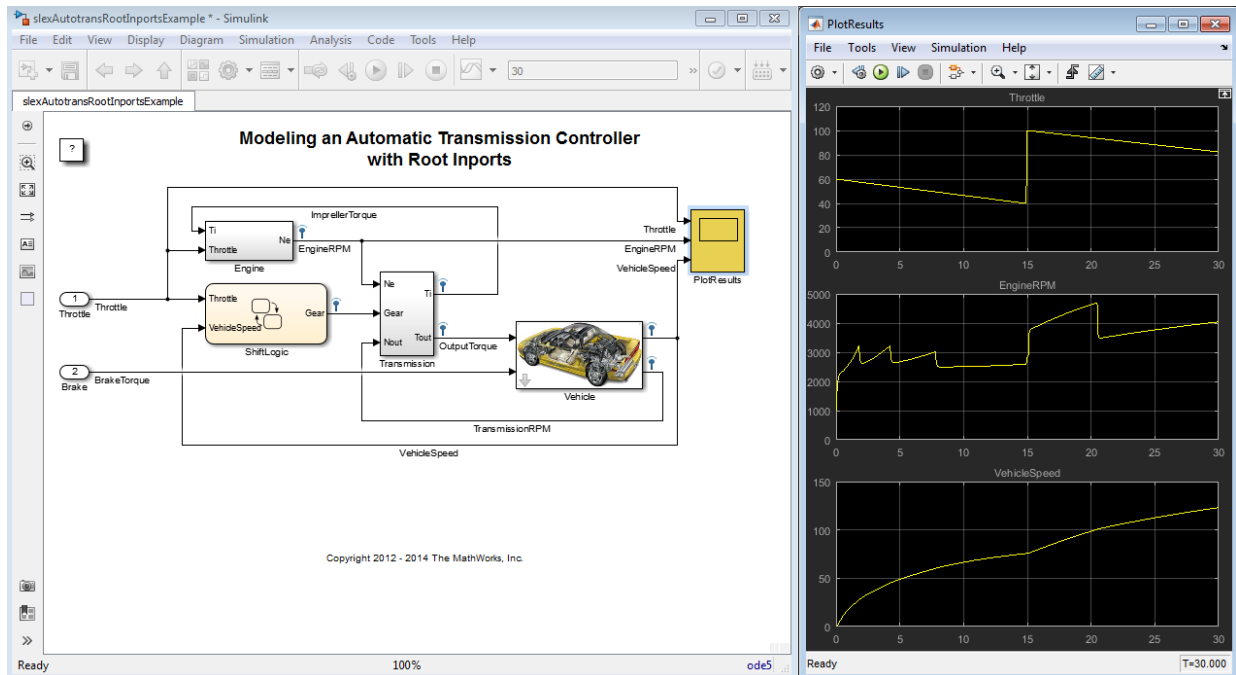 slexAutotransRootInportsExample * - Simulink
File Edit View Display Diagram Simulation Analysis Code Tools Help
30
slexAutotransRootInportsExample
?
Modeling an Automatic Transmission Controller
with Root Inports
ImprellerTorque
Ti
Throttle
Ne
EngineRPM
Engine
Throttle
EngineRPM
VehicleSpeed
PlotResults
1
Throttle
Throttle
Throttle
VehicleSpeed
Gear
ShiftLogic
Ne
Gear
Nout
Ti
Tout
Transmission
OutputTorque
2
Brake
BrakeTorque
Vehicle
TransmissionRPM
VehicleSpeed
Copyright 2012 - 2014 The MathWorks, Inc.
Ready 100% ode5
PlotResults
File Tools View Simulation Help
Throttle
120
100
80
60
40
20
0
0 5 10 15 20 25 30
EngineRPM
5000
4000
3000
2000
1000
0
0 5 10 15 20 25 30
VehicleSpeed
150
100
50
0
0 5 10 15 20 25 30
Ready T=30.000